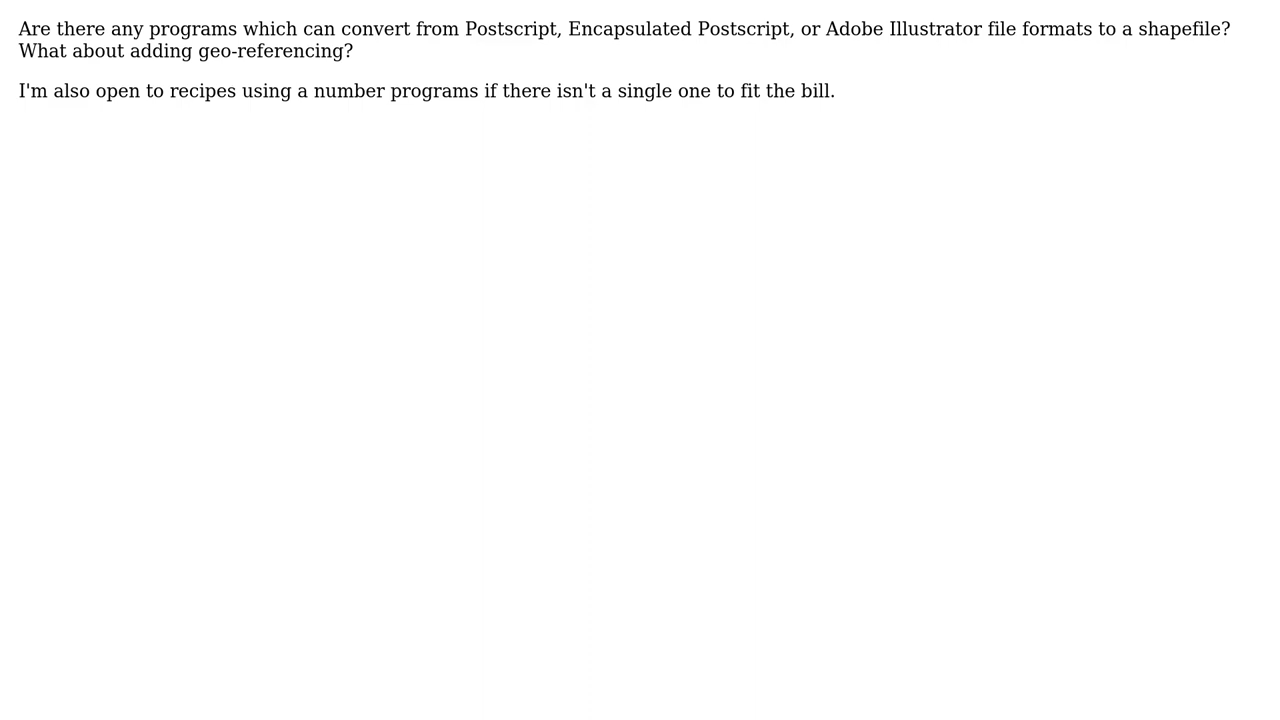 Are there any programs which can convert from Postscript, Encapsulated Postscript, or Adobe Illustrator file formats to a shapefile?
What about adding geo-referencing?
I'm also open to recipes using a number programs if there isn't a single one to fit the bill.